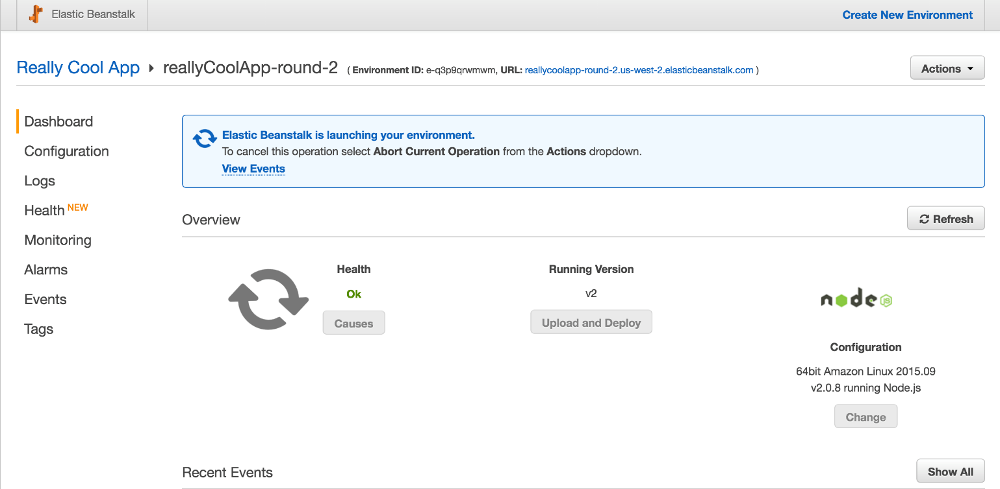 Elastic Beanstalk
Create New Environment
Really Cool App ▸ reallyCoolApp-round-2 ( Environment ID: e-q3p9qrwmwm, URL: reallycoolapp-round-2.us-west-2.elasticbeanstalk.com )
Actions
Dashboard
Configuration
Logs
Health NEW
Monitoring
Alarms
Events
Tags
Elastic Beanstalk is launching your environment.
To cancel this operation select Abort Current Operation from the Actions dropdown.
View Events
Overview
Refresh
Health
Ok
Causes
Running Version
v2
Upload and Deploy
node JS
Configuration
64bit Amazon Linux 2015.09
v2.0.8 running Node.js
Change
Recent Events
Show All